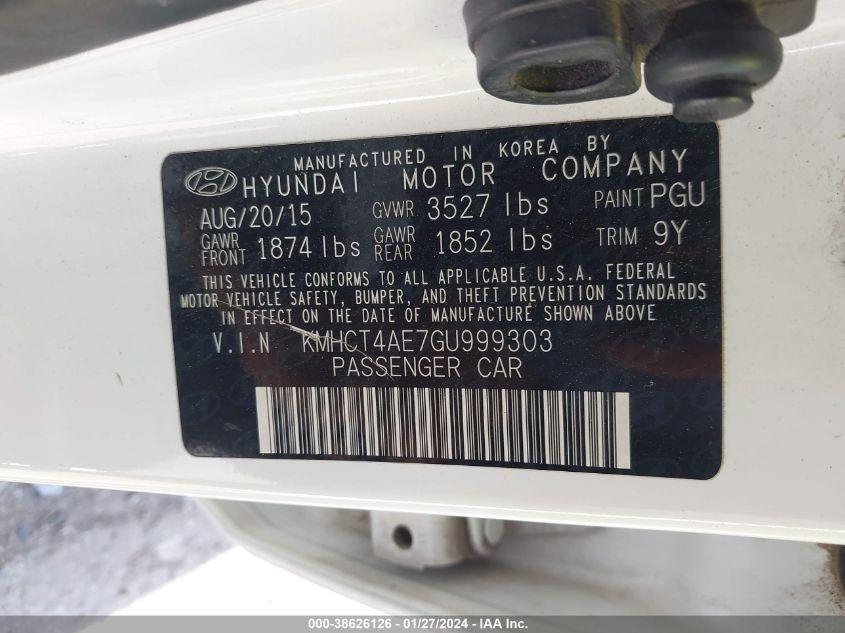 MANUFACTURED IN KOREA BY
HYUNDAI MOTOR COMPANY
AUG/20/15 GVWR 3527 lbs PAINT PGU
GAWR FRONT 1874 lbs GAWR REAR 1852 lbs TRIM 9Y
THIS VEHICLE CONFORMS TO ALL APPLICABLE U.S.A. FEDERAL
MOTOR VEHICLE SAFETY, BUMPER, AND THEFT PREVENTION STANDARDS
IN EFFECT ON THE DATE OF MANUFACTURE SHOWN ABOVE
V.I.N KMHCT4AE7GU999303
PASSENGER CAR
000-38626126 - 01/27/2024 - IAA Inc.